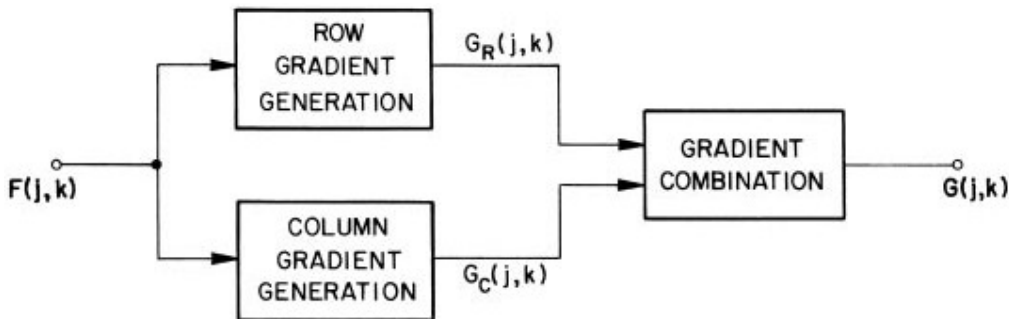 ROW
GRADIENT
GENERATION
G_R(j,k)
F(j,k)
GRADIENT
COMBINATION
G(j,k)
COLUMN
GRADIENT
GENERATION
G_C(j,k)